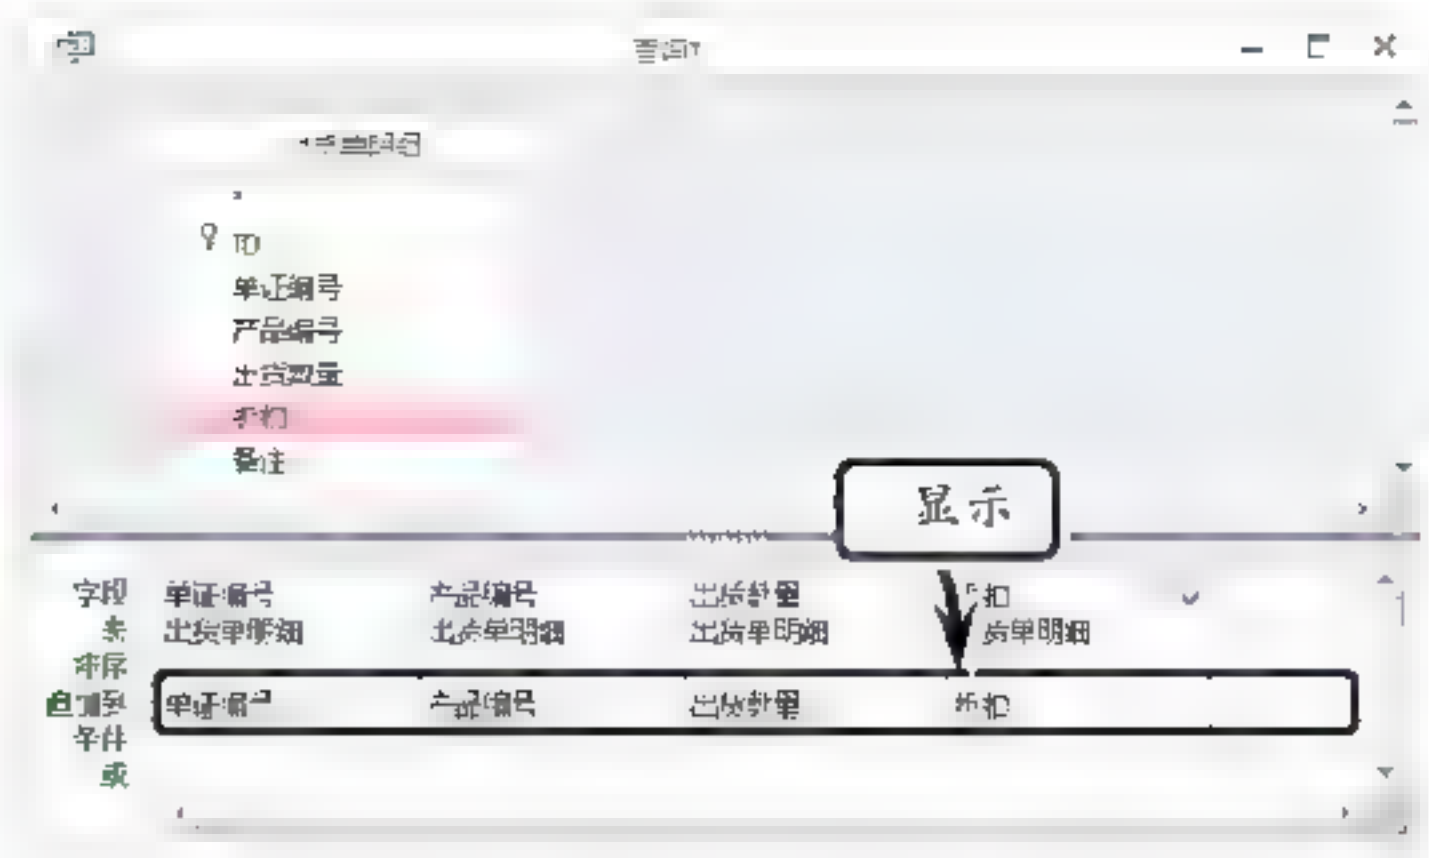 查询1
出货单明细
*
ID
单证编号
产品编号
出货数量
折扣
备注
显示
字段 单证编号 产品编号 出货数量 折扣
表 出货单明细 出货单明细 出货单明细 货单明细
排序
追加到 单证编号 产品编号 出货数量 折扣
条件
或